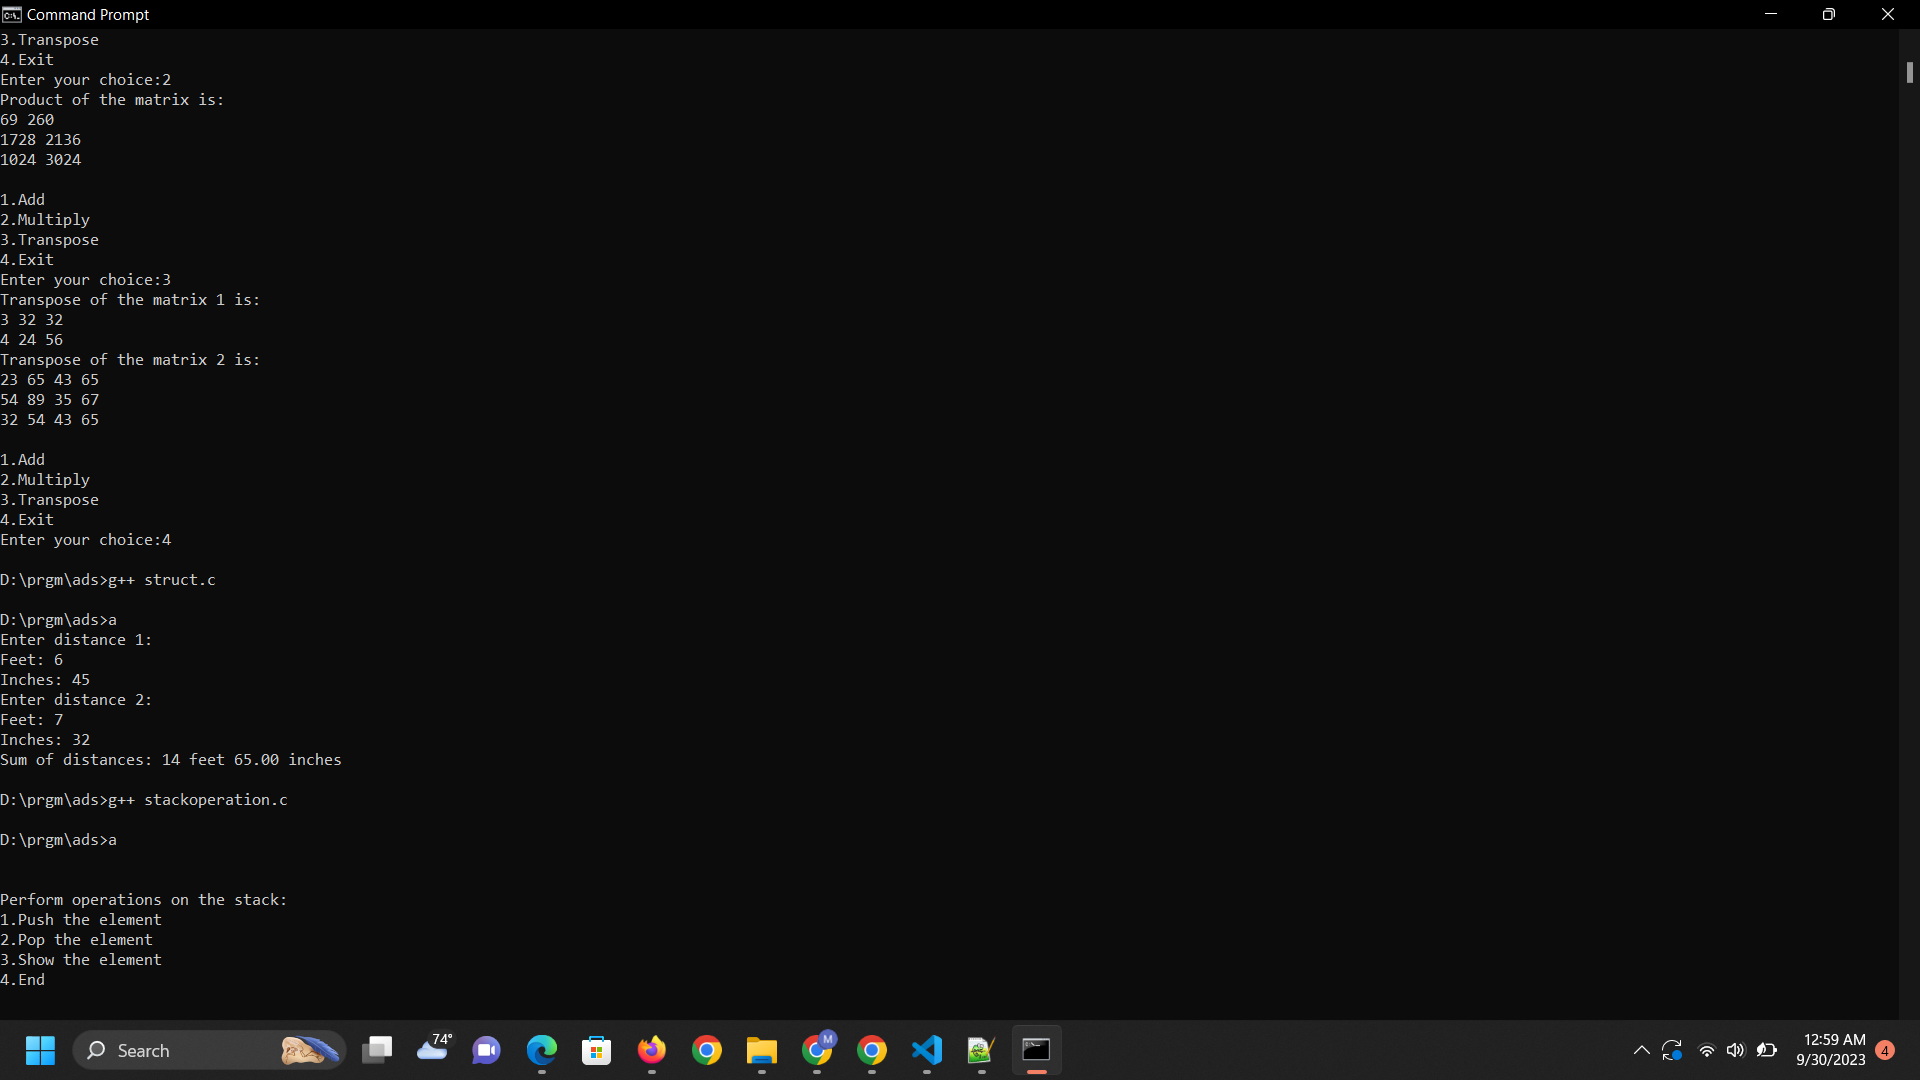 Command Prompt
3.Transpose
4.Exit
Enter your choice:2
Product of the matrix is:
69 260
1728 2136
1024 3024
1.Add
2.Multiply
3.Transpose
4.Exit
Enter your choice:3
Transpose of the matrix 1 is:
3 32 32
4 24 56
Transpose of the matrix 2 is:
23 65 43 65
54 89 35 67
32 54 43 65
1.Add
2.Multiply
3.Transpose
4.Exit
Enter your choice:4
D:\prgm\ads>g++ struct.c
D:\prgm\ads>a
Enter distance 1:
Feet: 6
Inches: 45
Enter distance 2:
Feet: 7
Inches: 32
Sum of distances: 14 feet 65.00 inches
D:\prgm\ads>g++ stackoperation.c
D:\prgm\ads>a
Perform operations on the stack:
1.Push the element
2.Pop the element
3.Show the element
4.End
Search
74°
M
12:59 AM
9/30/2023
4